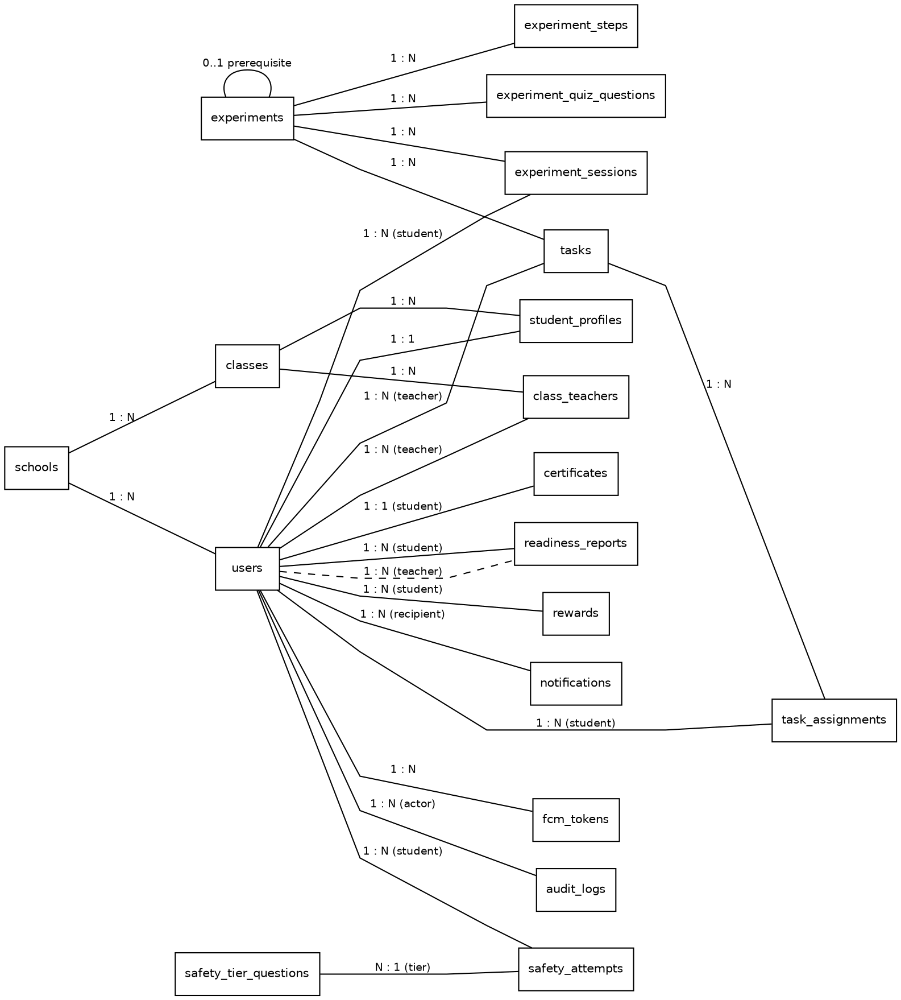 experiment_steps
0..1 prerequisite
1 : N
experiment_quiz_questions
1 : N
experiments
1 : N
1 : N
experiment_sessions
1 : N (student)
tasks
1 : N
student_profiles
1 : 1
classes
1 : N
1 : N
class_teachers
1 : N (teacher)
1 : N
1 : N (teacher)
schools
certificates
1 : N
1 : 1 (student)
readiness_reports
1 : N (student)
users
1 : N (teacher)
1 : N (student)
rewards
1 : N (recipient)
notifications
1 : N (student)
task_assignments
1 : N
1 : N (actor)
fcm_tokens
1 : N (student)
audit_logs
safety_tier_questions
N : 1 (tier)
safety_attempts